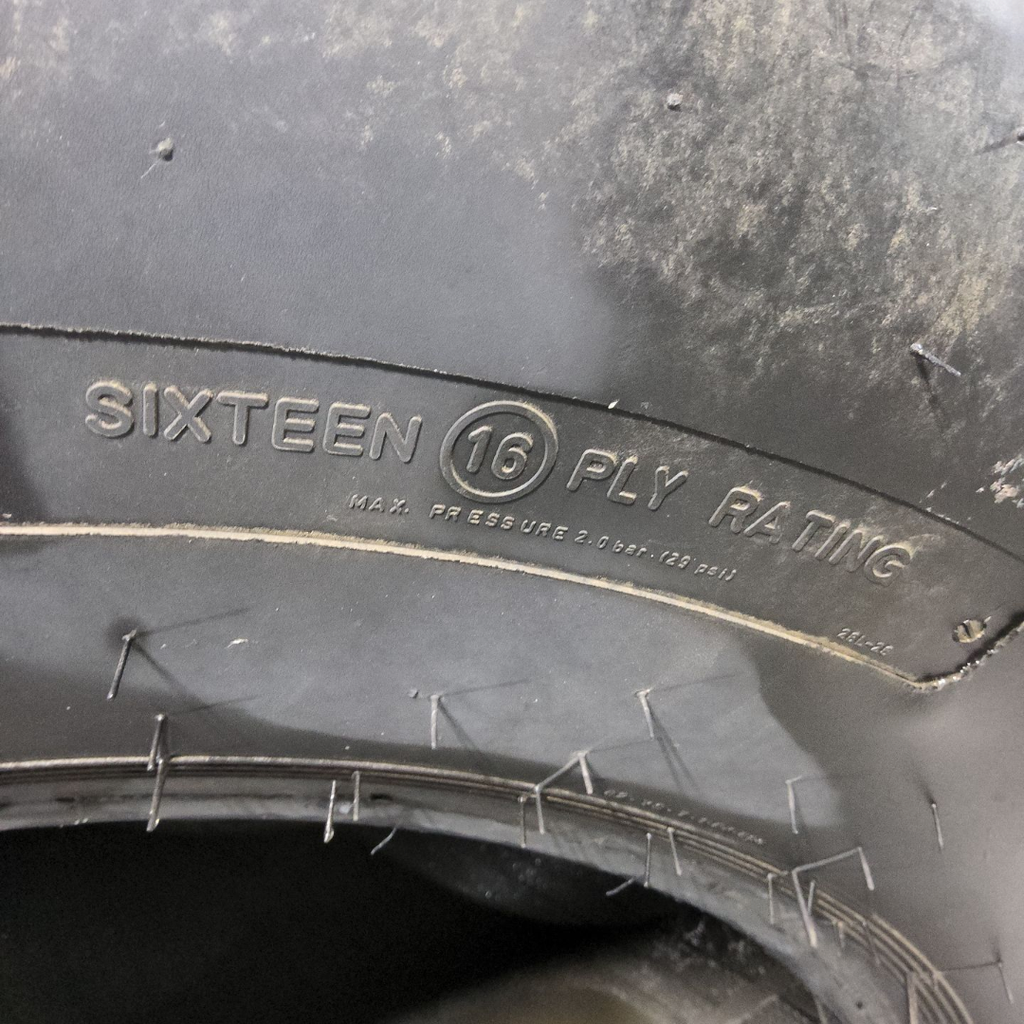 SIXTEEN 16 PLY RATING
MAX. PRESSURE 2.0 bar. (29 psi)
28L-26